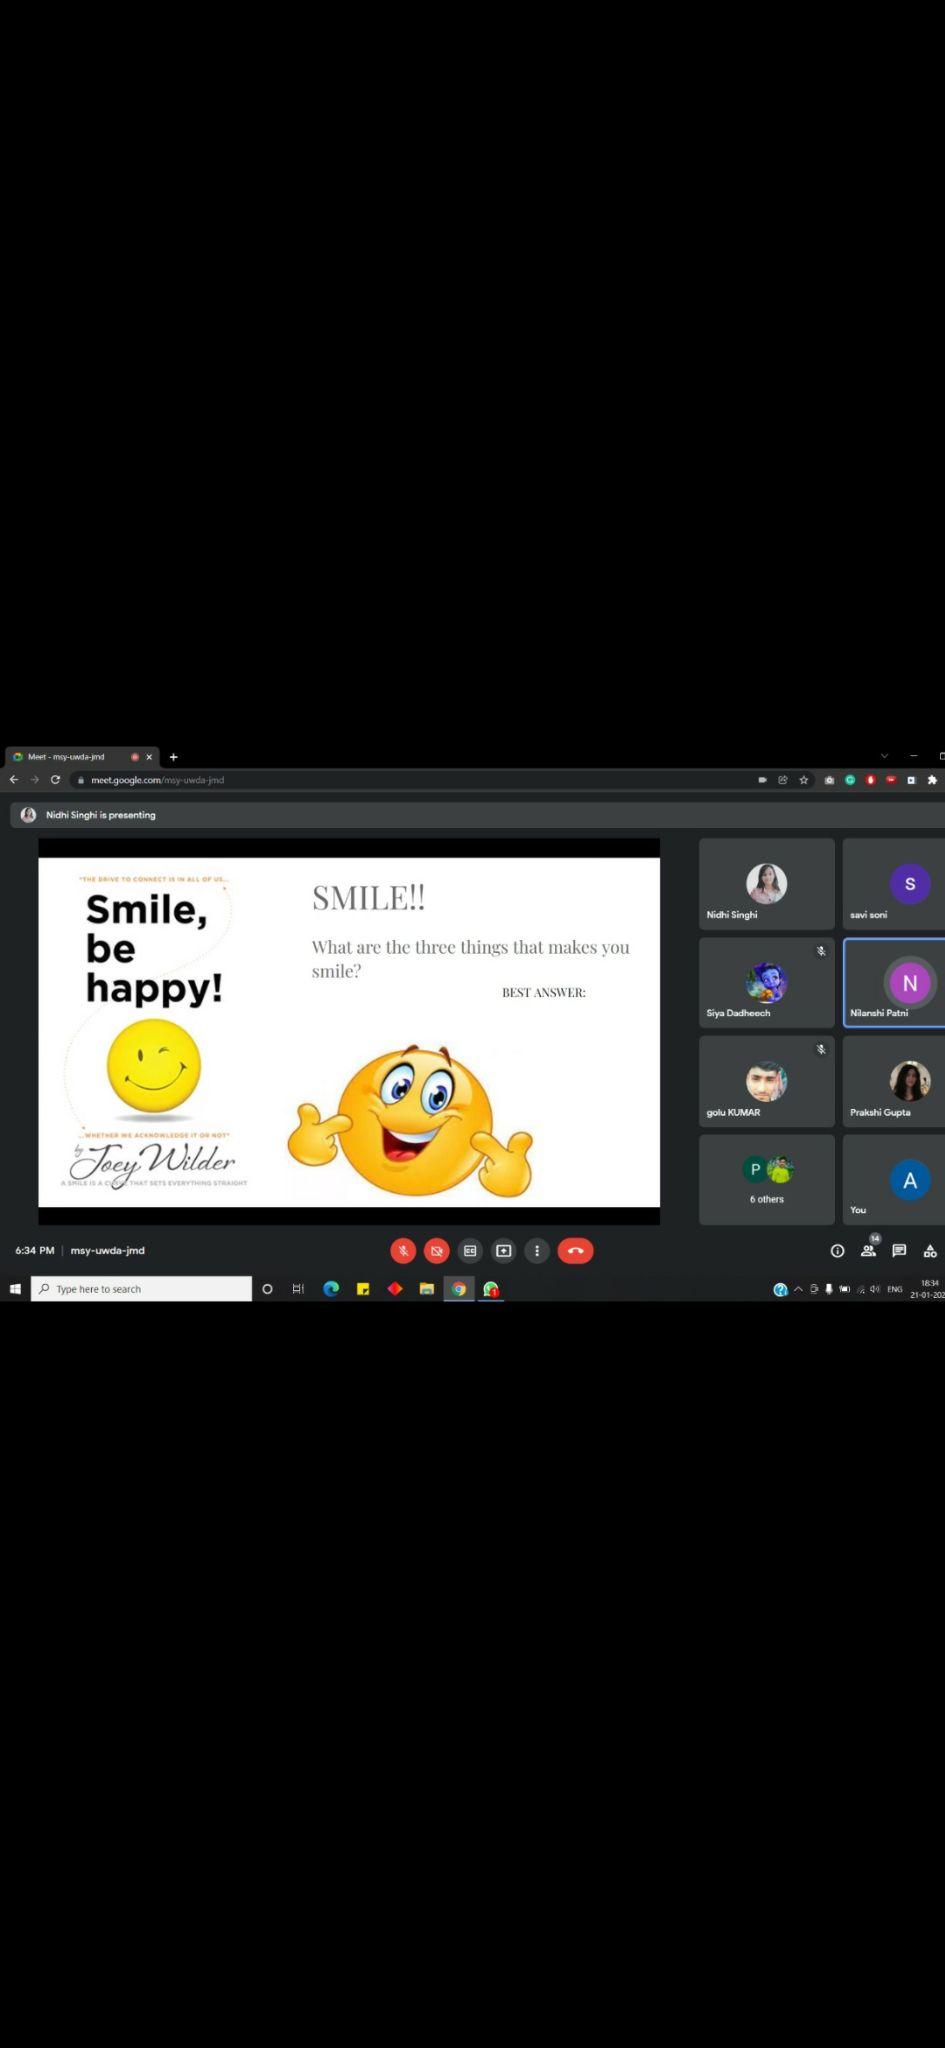 Meet - msy-uwda-jmd
meet.google.com/msy-uwda-jmd
Nidhi Singhi is presenting
"THE DRIVE TO CONNECT IS IN ALL OF US...
Smile,
be
happy!
...WHETHER WE ACKNOWLEDGE IT OR NOT"
by
Joey Wilder
A SMILE IS A CURVE THAT SETS EVERYTHING STRAIGHT
SMILE!!
What are the three things that makes you
smile?
BEST ANSWER:
Nidhi Singhi
S
savi soni
Siya Dadheech
N
Nilanshi Patni
golu KUMAR
Prakshi Gupta
P
6 others
A
You
6:34 PM | msy-uwda-jmd
14
Type here to search
1
ENG
18:34
21-01-202